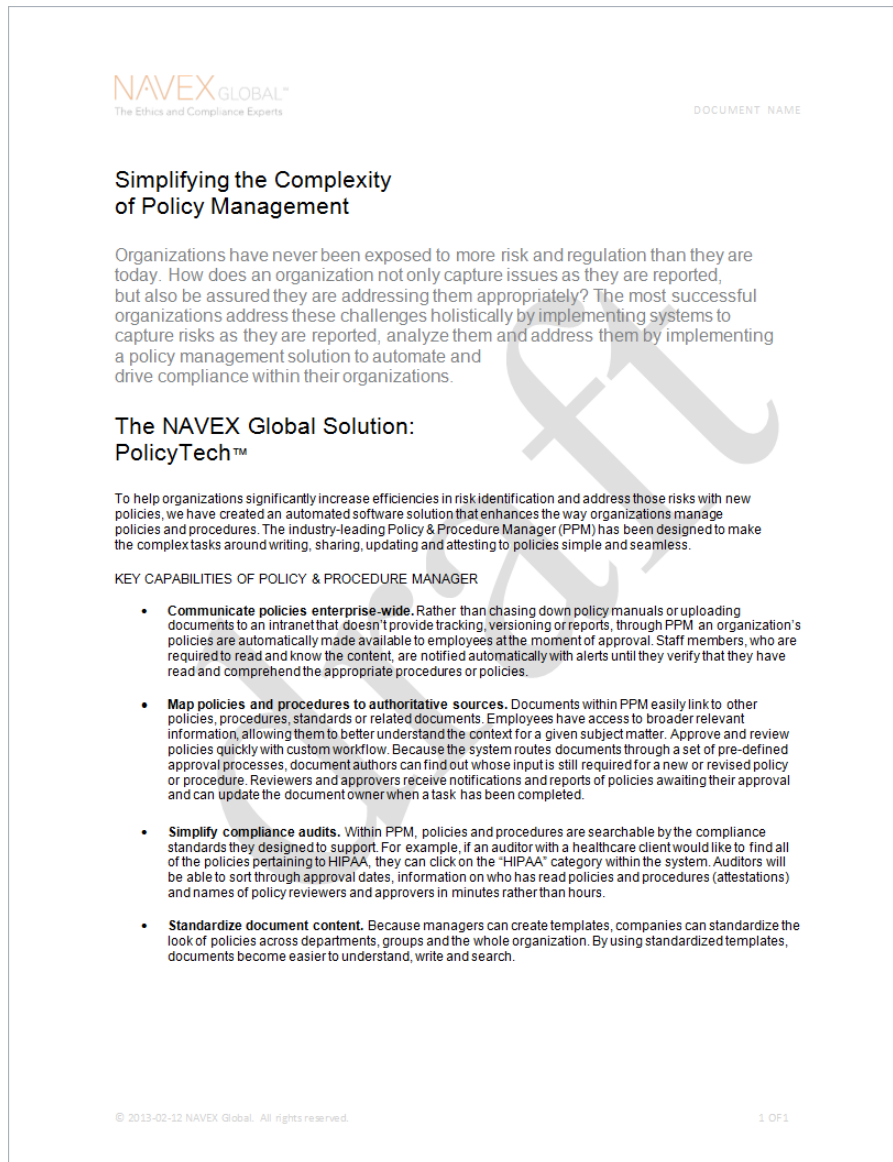 NAVEX GLOBAL™
The Ethics and Compliance Experts
DOCUMENT NAME
Simplifying the Complexity
of Policy Management
Organizations have never been exposed to more risk and regulation than they are
today. How does an organization not only capture issues as they are reported,
but also be assured they are addressing them appropriately? The most successful
organizations address these challenges holistically by implementing systems to
capture risks as they are reported, analyze them and address them by implementing
a policy management solution to automate and
drive compliance within their organizations.
The NAVEX Global Solution:
PolicyTech™
To help organizations significantly increase efficiencies in risk identification and address those risks with new
policies, we have created an automated software solution that enhances the way organizations manage
policies and procedures. The industry-leading Policy & Procedure Manager (PPM) has been designed to make
the complex tasks around writing, sharing, updating and attesting to policies simple and seamless.
KEY CAPABILITIES OF POLICY & PROCEDURE MANAGER
• Communicate policies enterprise-wide. Rather than chasing down policy manuals or uploading
documents to an intranet that doesn't provide tracking, versioning or reports, through PPM an organization's
policies are automatically made available to employees at the moment of approval. Staff members, who are
required to read and know the content, are notified automatically with alerts until they verify that they have
read and comprehend the appropriate procedures or policies.
• Map policies and procedures to authoritative sources. Documents within PPM easily link to other
policies, procedures, standards or related documents. Employees have access to broader relevant
information, allowing them to better understand the context for a given subject matter. Approve and review
policies quickly with custom workflow. Because the system routes documents through a set of pre-defined
approval processes, document authors can find out whose input is still required for a new or revised policy
or procedure. Reviewers and approvers receive notifications and reports of policies awaiting their approval
and can update the document owner when a task has been completed.
• Simplify compliance audits. Within PPM, policies and procedures are searchable by the compliance
standards they designed to support. For example, if an auditor with a healthcare client would like to find all
of the policies pertaining to HIPAA, they can click on the “HIPAA” category within the system. Auditors will
be able to sort through approval dates, information on who has read policies and procedures (attestations)
and names of policy reviewers and approvers in minutes rather than hours.
• Standardize document content. Because managers can create templates, companies can standardize the
look of policies across departments, groups and the whole organization. By using standardized templates,
documents become easier to understand, write and search.
draft
© 2013-02-12 NAVEX Global. All rights reserved.
1 OF1